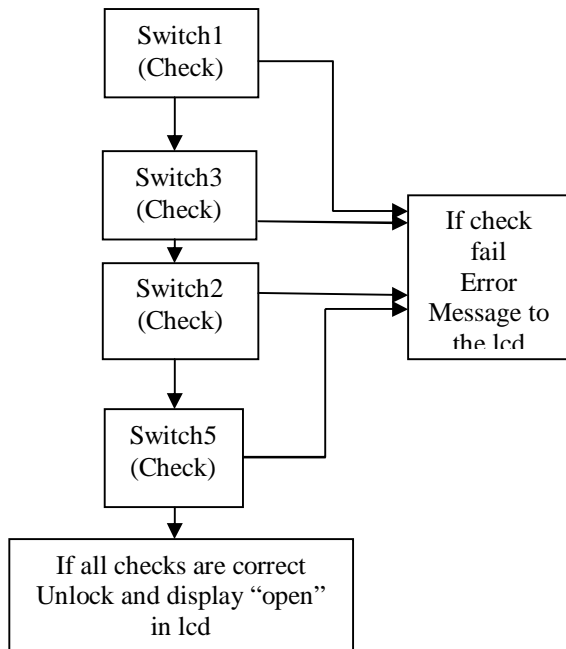 Switch1
(Check)
Switch3
(Check)
If check
fail
Error
Message to
the lcd
Switch2
(Check)
Switch5
(Check)
If all checks are correct
Unlock and display “open”
in lcd